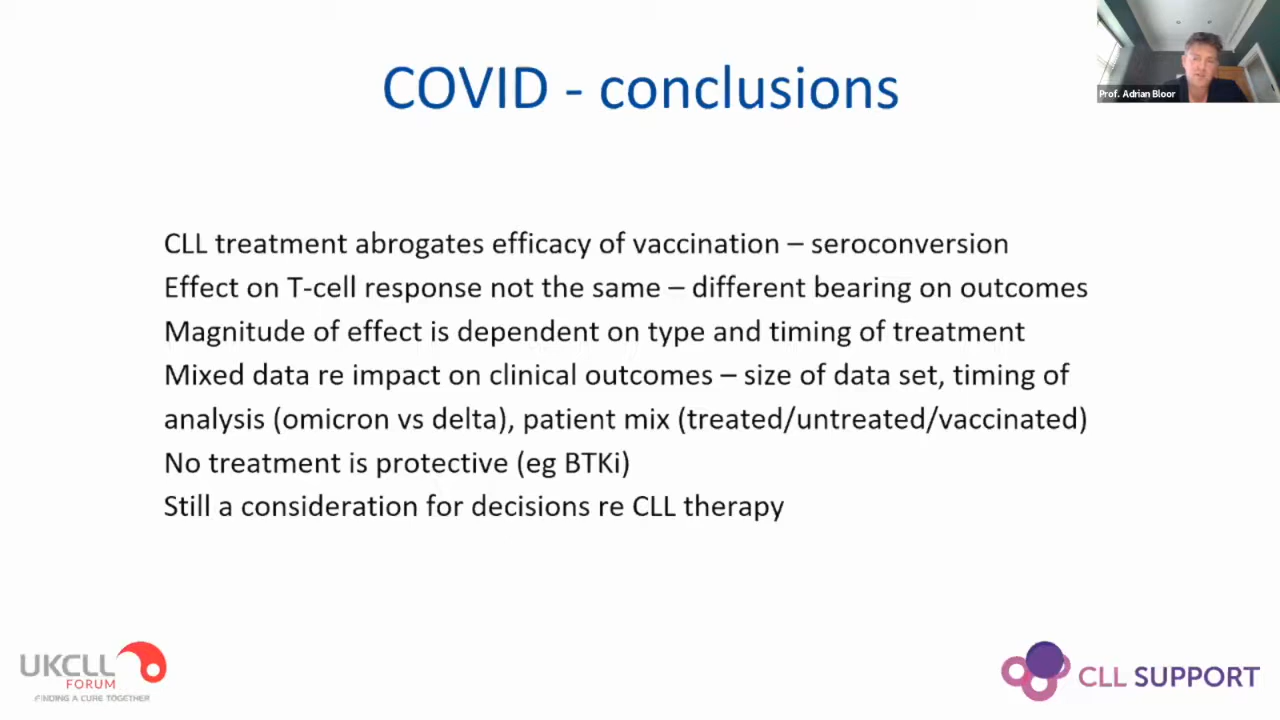 COVID - conclusions
Prof. Adrian Bloor
CLL treatment abrogates efficacy of vaccination – seroconversion
Effect on T-cell response not the same – different bearing on outcomes
Magnitude of effect is dependent on type and timing of treatment
Mixed data re impact on clinical outcomes – size of data set, timing of
analysis (omicron vs delta), patient mix (treated/untreated/vaccinated)
No treatment is protective (eg BTKi)
Still a consideration for decisions re CLL therapy
UKCLL
FORUM
FINDING A CURE TOGETHER
CLL SUPPORT